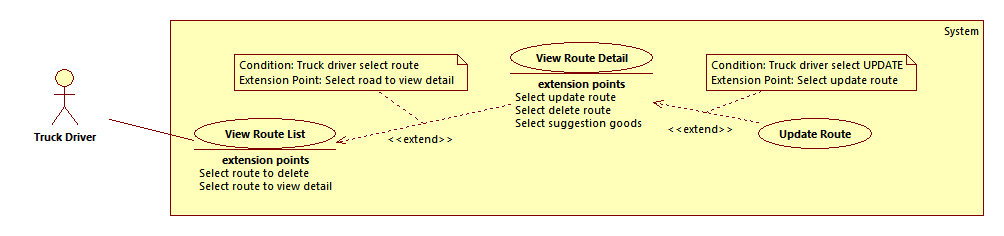 System
Condition: Truck driver select route
Extension Point: Select road to view detail
View Route Detail
extension points
Select update route
Select delete route
Select suggestion goods
Condition: Truck driver select UPDATE
Extension Point: Select update route
Truck Driver
View Route List
extension points
Select route to delete
Select route to view detail
<<extend>>
<<extend>>
Update Route